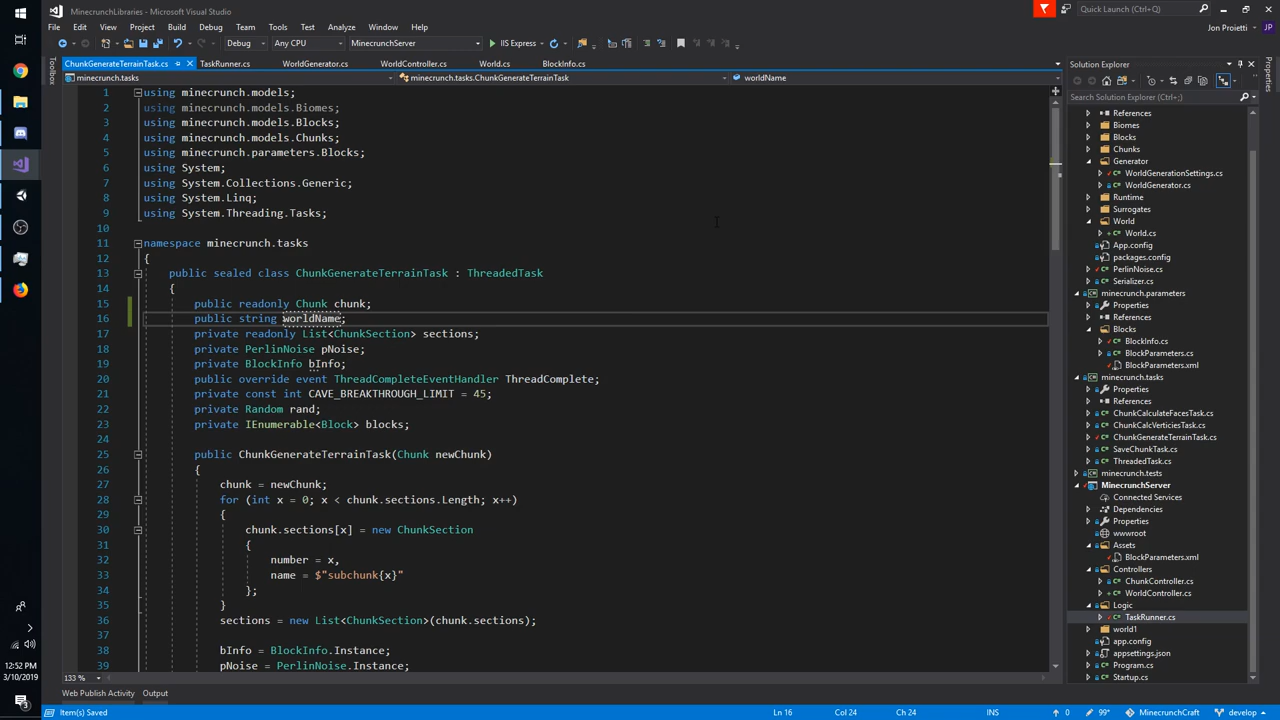 MinecrunchLibraries - Microsoft Visual Studio
Quick Launch (Ctrl+Q)
File Edit View Project Build Debug Team Tools Test Analyze Window Help
Jon Proietti
JP
Debug Any CPU MinecrunchServer IIS Express
ChunkGenerateTerrainTask.cs TaskRunner.cs WorldGenerator.cs WorldController.cs World.cs BlockInfo.cs
Solution Explorer
minecrunch.tasks minecrunch.tasks.ChunkGenerateTerrainTask worldName
Toolbox
Properties
Search Solution Explorer (Ctrl+;)
1 using minecrunch.models;
2 using minecrunch.models.Biomes;
3 using minecrunch.models.Blocks;
4 using minecrunch.models.Chunks;
5 using minecrunch.parameters.Blocks;
6 using System;
7 using System.Collections.Generic;
8 using System.Linq;
9 using System.Threading.Tasks;
10
11 namespace minecrunch.tasks
12 {
13 public sealed class ChunkGenerateTerrainTask : ThreadedTask
14 {
15 public readonly Chunk chunk;
16 public string worldName;
17 private readonly List<ChunkSection> sections;
18 private PerlinNoise pNoise;
19 private BlockInfo bInfo;
20 public override event ThreadCompleteEventHandler ThreadComplete;
21 private const int CAVE_BREAKTHROUGH_LIMIT = 45;
22 private Random rand;
23 private IEnumerable<Block> blocks;
24
25 public ChunkGenerateTerrainTask(Chunk newChunk)
26 {
27 chunk = newChunk;
28 for (int x = 0; x < chunk.sections.Length; x++)
29 {
30 chunk.sections[x] = new ChunkSection
31 {
32 number = x,
33 name = $"subchunk{x}"
34 };
35 }
36 sections = new List<ChunkSection>(chunk.sections);
37
38 bInfo = BlockInfo.Instance;
39 pNoise = PerlinNoise.Instance;
References
Biomes
Blocks
Chunks
Generator
WorldGenerationSettings.cs
WorldGenerator.cs
Runtime
Surrogates
World
World.cs
App.config
packages.config
PerlinNoise.cs
Serializer.cs
minecrunch.parameters
Properties
References
Blocks
BlockInfo.cs
BlockParameters.cs
BlockParameters.xml
minecrunch.tasks
Properties
References
ChunkCalculateFacesTask.cs
ChunkCalcVerticiesTask.cs
ChunkGenerateTerrainTask.cs
SaveChunkTask.cs
ThreadedTask.cs
minecrunch.tests
MinecrunchServer
Connected Services
Dependencies
Properties
wwwroot
Assets
BlockParameters.xml
Controllers
ChunkController.cs
WorldController.cs
Logic
TaskRunner.cs
world1
app.config
appsettings.json
Program.cs
Startup.cs
133 %
Web Publish Activity Output
12:52 PM
3/10/2019
3
Item(s) Saved Ln 16 Col 24 Ch 24 INS 0 99* MinecrunchCraft develop